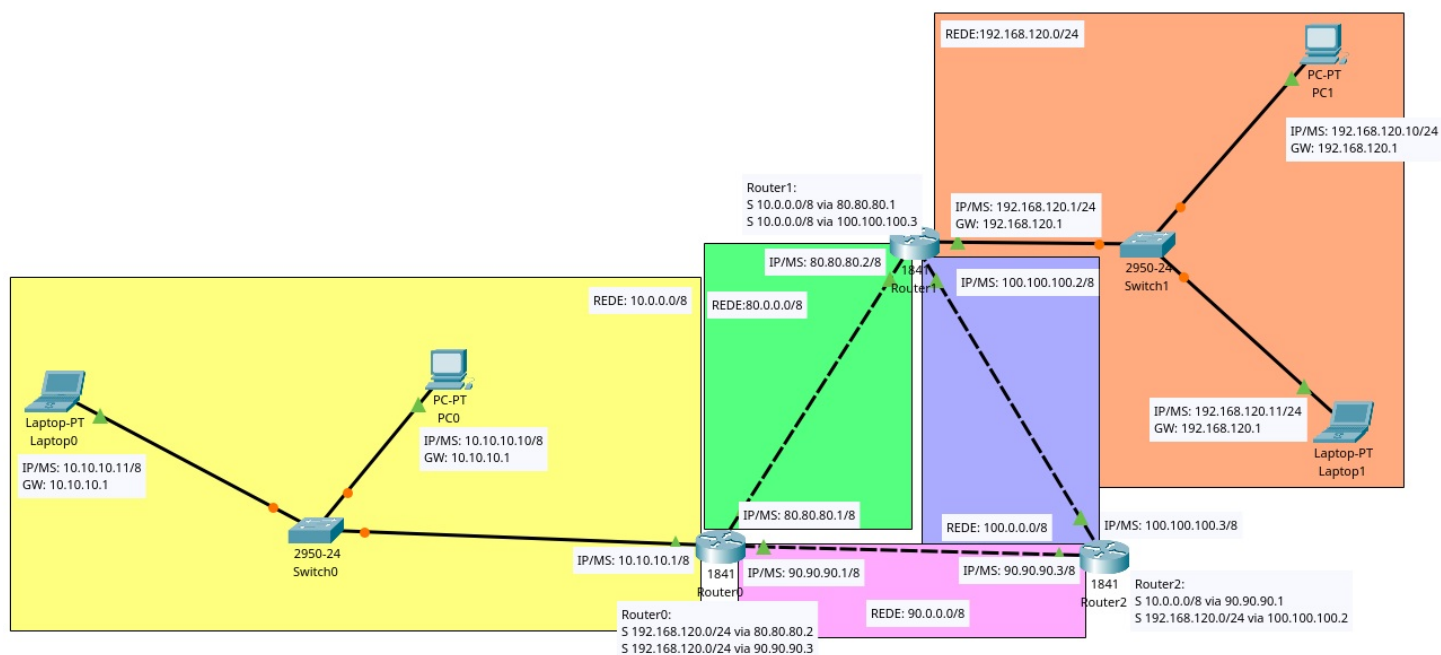 REDE:192.168.120.0/24
PC-PT
PC1
IP/MS: 192.168.120.10/24
GW: 192.168.120.1
Router1:
S 10.0.0.0/8 via 80.80.80.1
S 10.0.0.0/8 via 100.100.100.3
IP/MS: 192.168.120.1/24
GW: 192.168.120.1
1841
Router1
2950-24
Switch1
IP/MS: 80.80.80.2/8
IP/MS: 100.100.100.2/8
REDE: 10.0.0.0/8
REDE:80.0.0.0/8
PC-PT
PC0
IP/MS: 10.10.10.10/8
GW: 10.10.10.1
Laptop-PT
Laptop0
IP/MS: 10.10.10.11/8
GW: 10.10.10.1
IP/MS: 192.168.120.11/24
GW: 192.168.120.1
Laptop-PT
Laptop1
2950-24
Switch0
IP/MS: 80.80.80.1/8
REDE: 100.0.0.0/8
IP/MS: 100.100.100.3/8
IP/MS: 10.10.10.1/8
1841
Router0
IP/MS: 90.90.90.1/8
IP/MS: 90.90.90.3/8
1841
Router2
REDE: 90.0.0.0/8
Router2:
S 10.0.0.0/8 via 90.90.90.1
S 192.168.120.0/24 via 100.100.100.2
Router0:
S 192.168.120.0/24 via 80.80.80.2
S 192.168.120.0/24 via 90.90.90.3